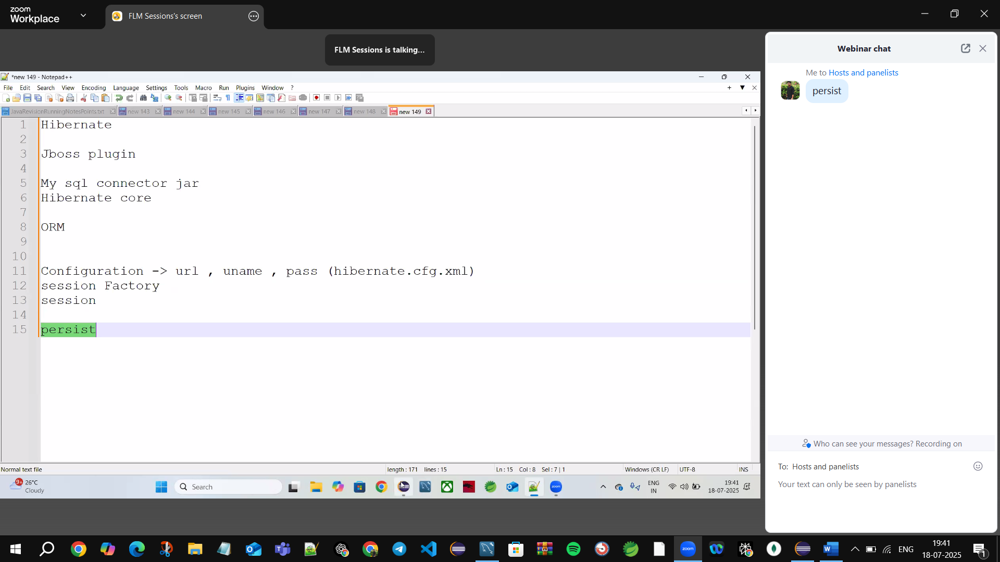 zoom
Workplace
FLM Sessions's screen
FLM Sessions is talking...
*new 149 - Notepad++
File Edit Search View Encoding Language Settings Tools Macro Run Plugins Window ?
JavaRevisionRunningNotesPoints.txt new 143 new 144 new 145 new 146 new 147 new 148 new 149
1 Hibernate
2
3 Jboss plugin
4
5 My sql connector jar
6 Hibernate core
7
8 ORM
9
10
11 Configuration -> url , uname , pass (hibernate.cfg.xml)
12 session Factory
13 session
14
15 persist
Normal text file length : 171 lines : 15 Ln : 15 Col : 8 Sel : 7 | 1 Windows (CR LF) UTF-8 INS
9+
26°C
Cloudy
Search
zoom
ENG
IN
19:41
18-07-2025
Webinar chat
Me to Hosts and panelists
persist
Who can see your messages? Recording on
To: Hosts and panelists
Your text can only be seen by panelists
zoom
ENG
19:41
18-07-2025
1